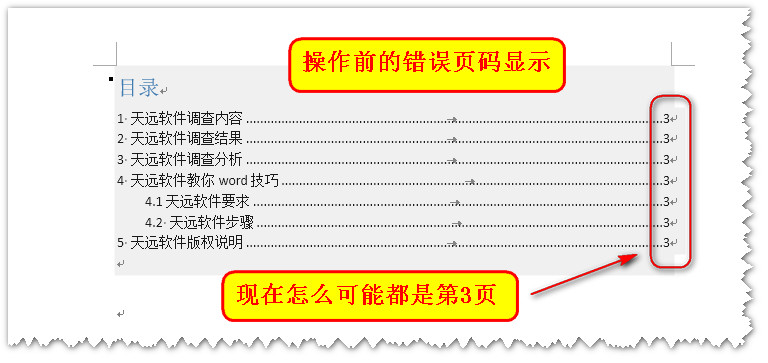 操作前的错误页码显示
目录
1 天远软件调查内容 3
2 天远软件调查结果 3
3 天远软件调查分析 3
4 天远软件教你 word 技巧 3
4.1 天远软件要求 3
4.2 天远软件步骤 3
5 天远软件版权说明 3
现在怎么可能都是第3页